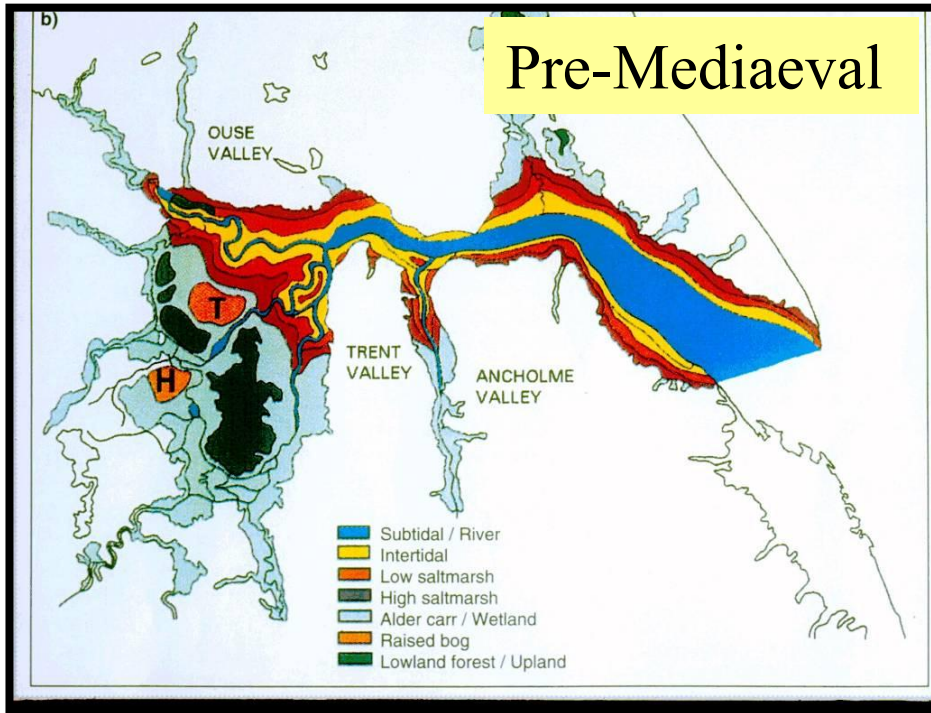 b)
Pre-Mediaeval
OUSE
VALLEY
T
H
TRENT
VALLEY
ANCHOLME
VALLEY
Subtidal / River
Intertidal
Low saltmarsh
High saltmarsh
Alder carr / Wetland
Raised bog
Lowland forest / Upland